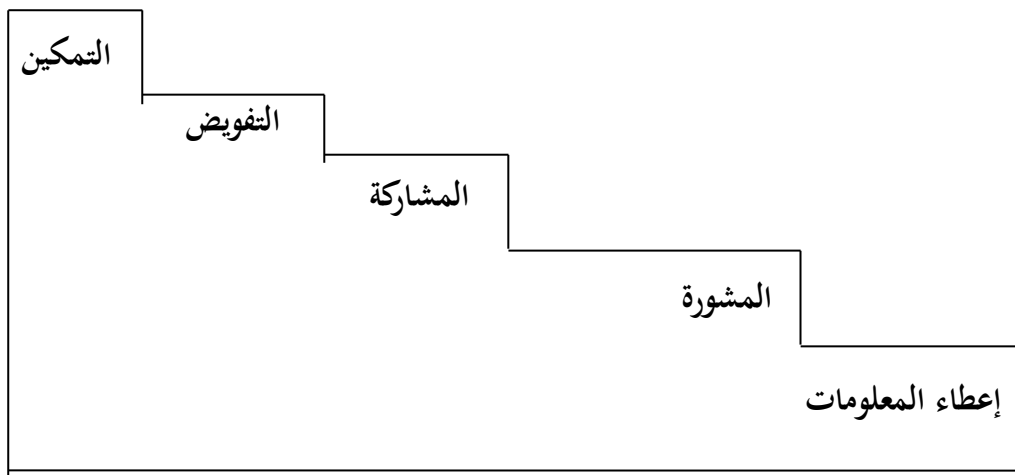 التمكين
التفويض
المشاركة
المشورة
إعطاء المعلومات